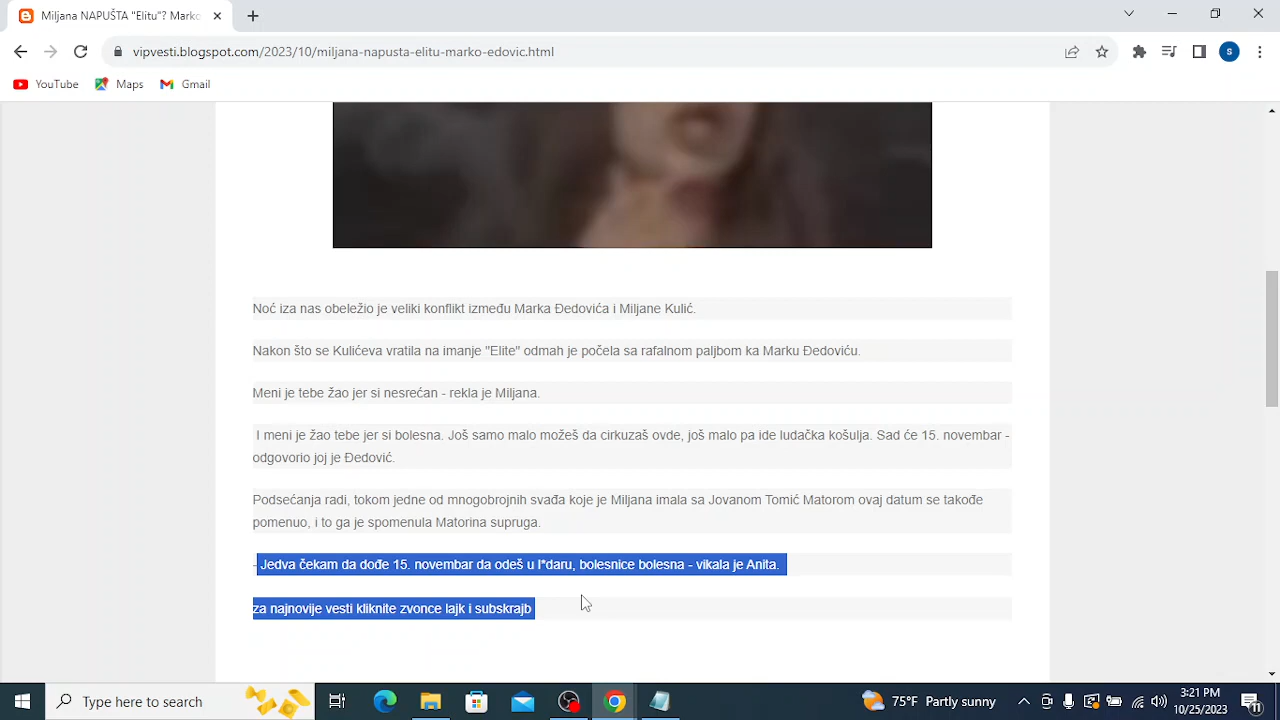 Miljana NAPUŠTA "Elitu"? Marko
vipvesti.blogspot.com/2023/10/miljana-napusta-elitu-marko-edovic.html
S
YouTube
Maps
Gmail
Noć iza nas obeležio je veliki konflikt između Marka Đedovića i Miljane Kulić.
Nakon što se Kulićeva vratila na imanje "Elite" odmah je počela sa rafalnom paljbom ka Marku Đedoviću.
Meni je tebe žao jer si nesrećan - rekla je Miljana.
I meni je žao tebe jer si bolesna. Još samo malo možeš da cirkuzaš ovde, još malo pa ide ludačka košulja. Sad će 15. novembar -
odgovorio joj je Đedović.
Podsećanja radi, tokom jedne od mnogobrojnih svađa koje je Miljana imala sa Jovanom Tomić Matorom ovaj datum se takođe
pomenuo, i to ga je spomenula Matorina supruga.
- Jedva čekam da dođe 15. novembar da odeš u l*daru, bolesnice bolesna - vikala je Anita.
za najnovije vesti kliknite zvonce lajk i subskrajb
Type here to search
75°F Partly sunny
3:21 PM
10/25/2023
11